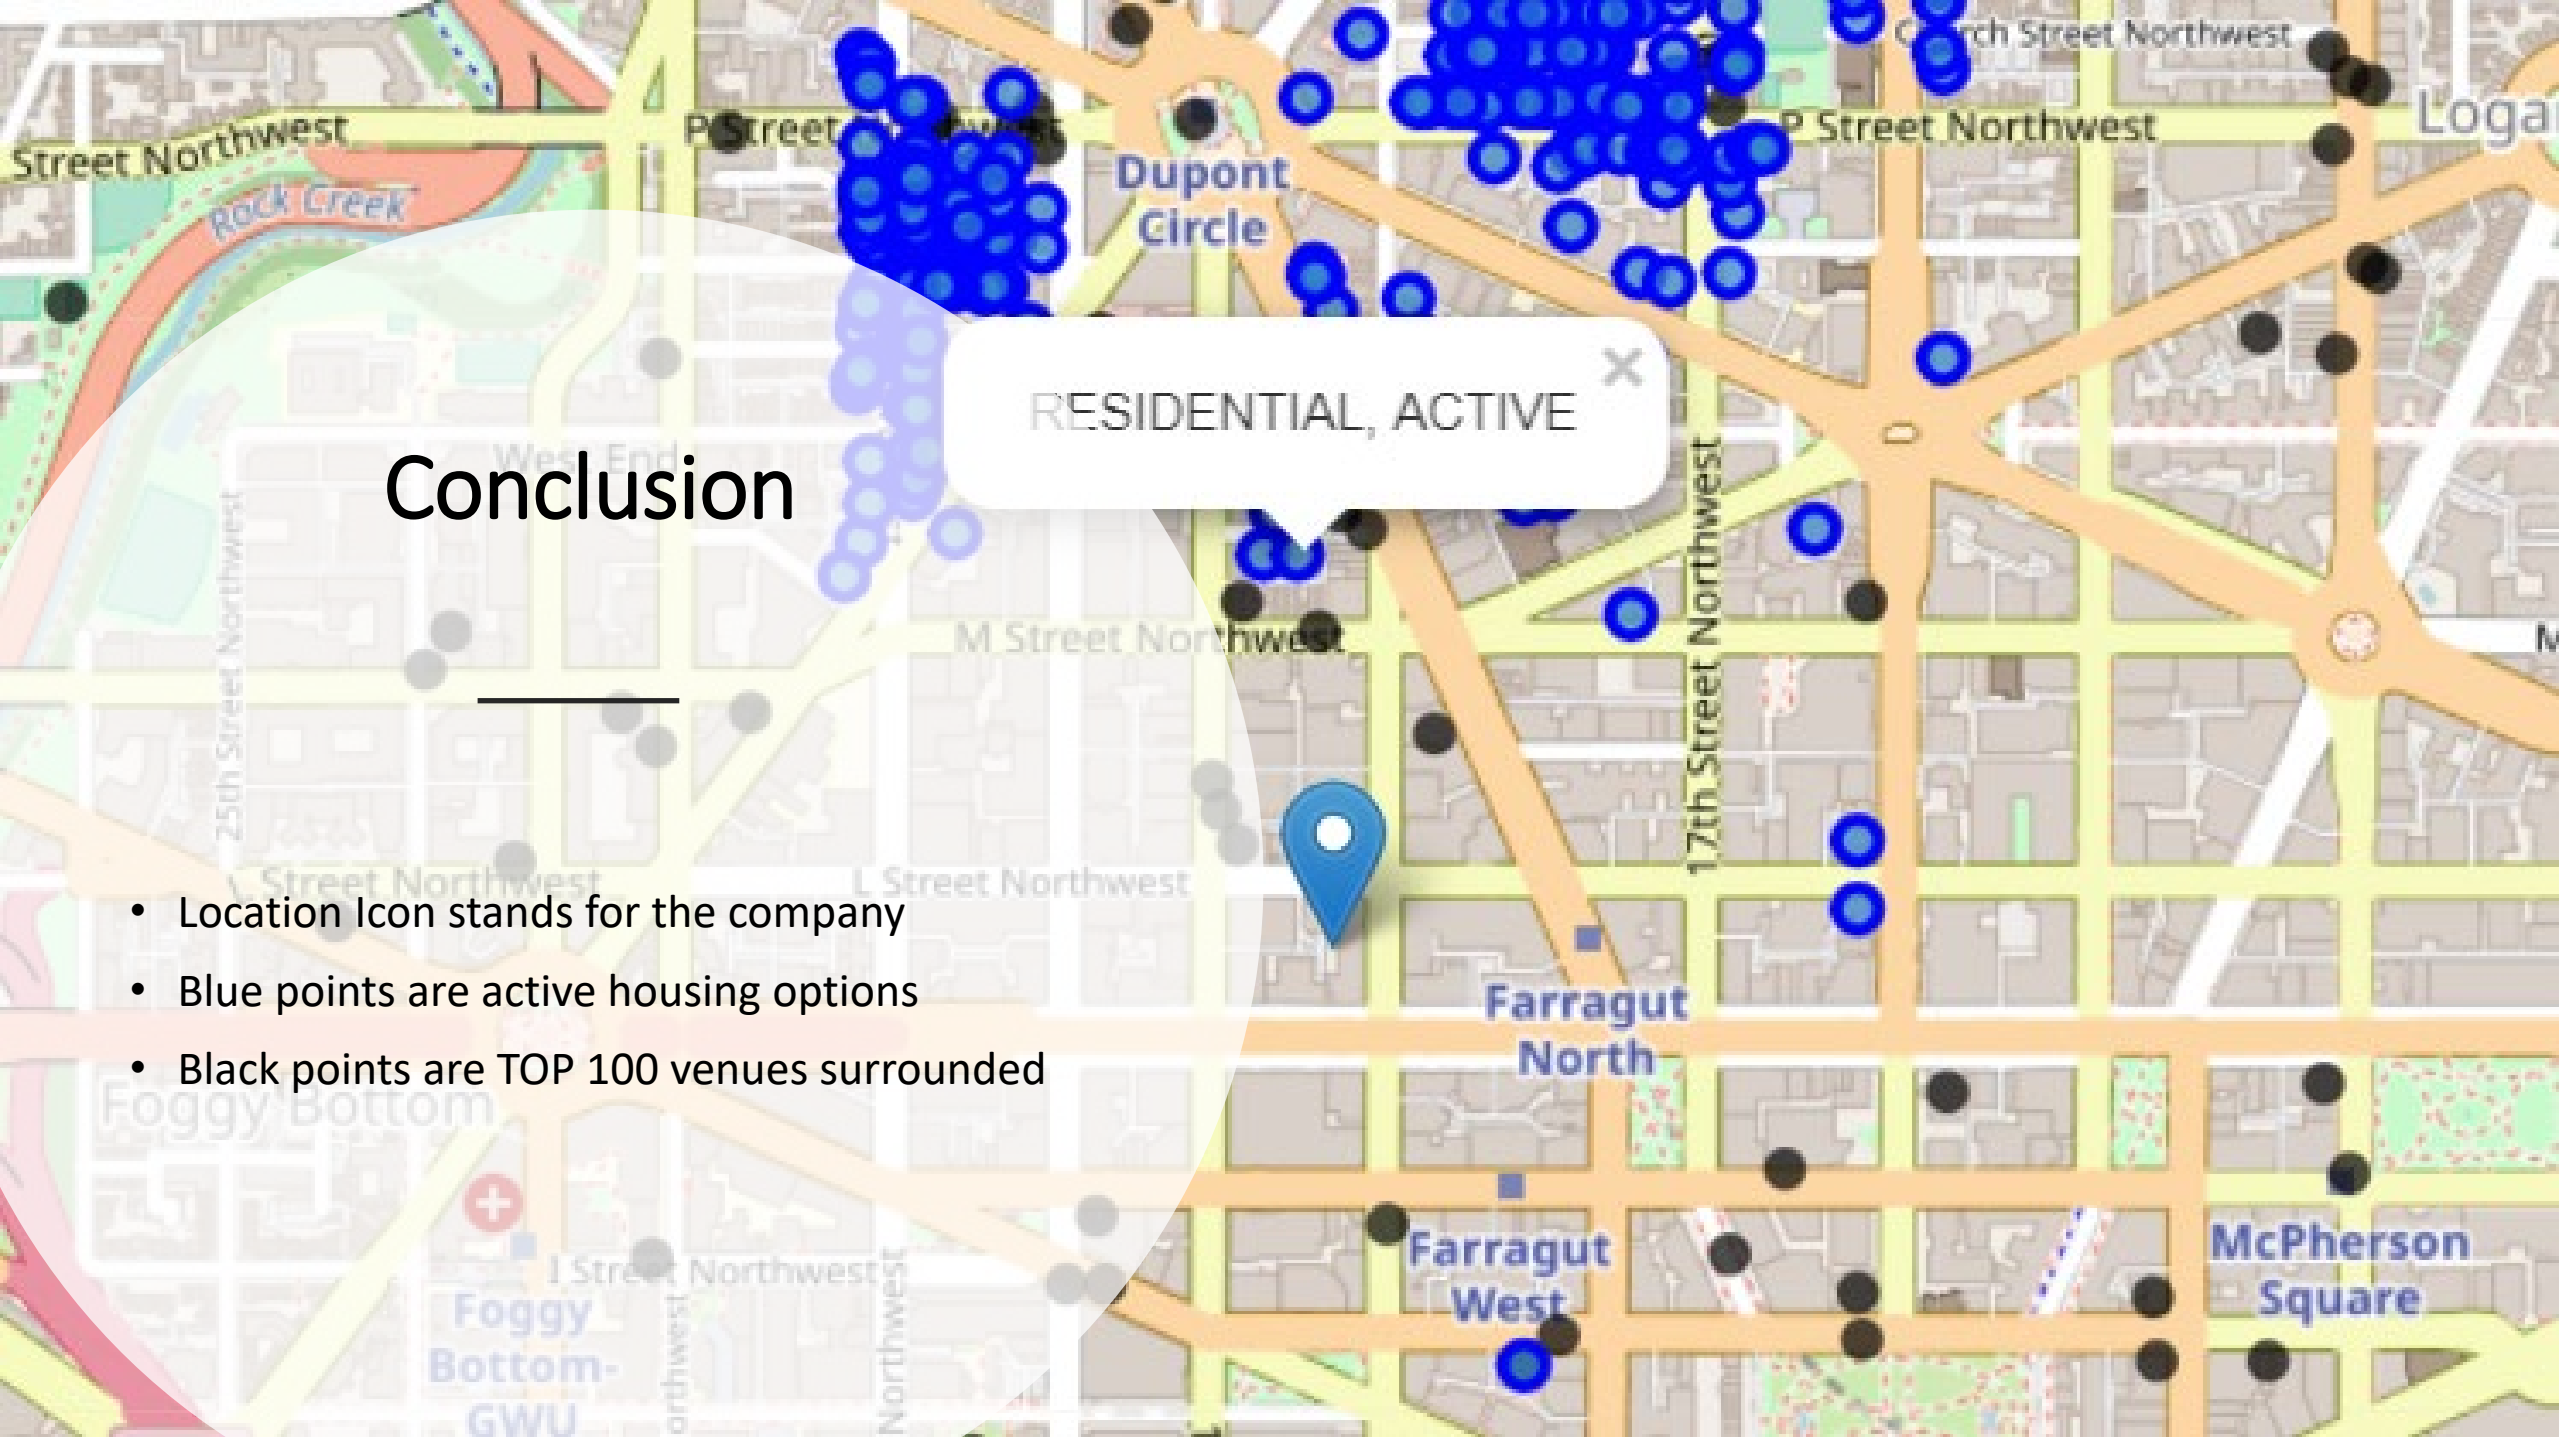 Church Street Northwest
Street Northwest
P Street
P Street Northwest
Logan
Rock Creek
Dupont
Circle
RESIDENTIAL, ACTIVE
×
West End
Conclusion
25th Street Northwest
17th Street Northwest
M Street Northwest
M
L Street Northwest
L Street Northwest
• Location Icon stands for the company
• Blue points are active housing options
• Black points are TOP 100 venues surrounded
Farragut
North
Foggy Bottom
I Street Northwest
Farragut
West
McPherson
Square
Foggy
Bottom-
GWU
orthwest
Northwest